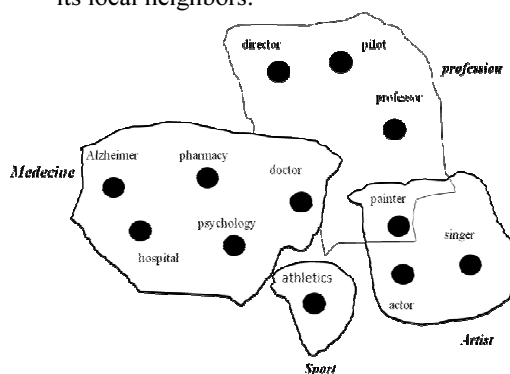 its local neighbors.
director
pilot
profession
professor
Alzheimer
pharmacy
Medecine
doctor
painter
psychology
singer
hospital
athletics
actor
Artist
Sport